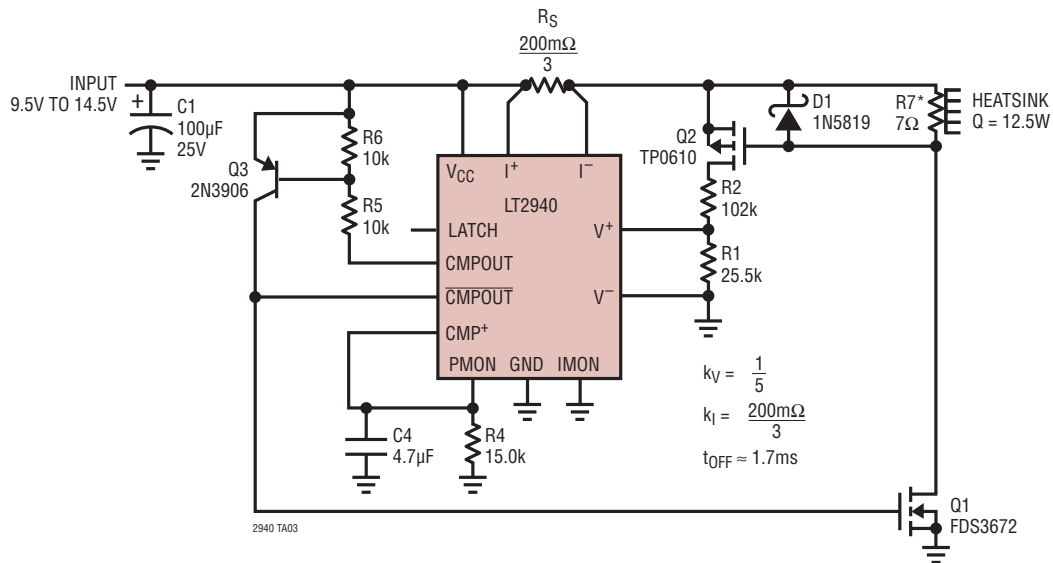 RS
200mΩ
3
INPUT
9.5V TO 14.5V
+
C1
100µF
25V
R6
10k
Q3
2N3906
R5
10k
VCC
I+
I−
LT2940
LATCH
CMPOUT
CMPOUT
CMP+
V+
V−
PMON
GND
IMON
Q2
TP0610
D1
1N5819
R7*
7Ω
HEATSINK
Q = 12.5W
R2
102k
R1
25.5k
kV = 1
5
kI = 200mΩ
3
tOFF ≈ 1.7ms
C4
4.7µF
R4
15.0k
Q1
FDS3672
2940 TA03